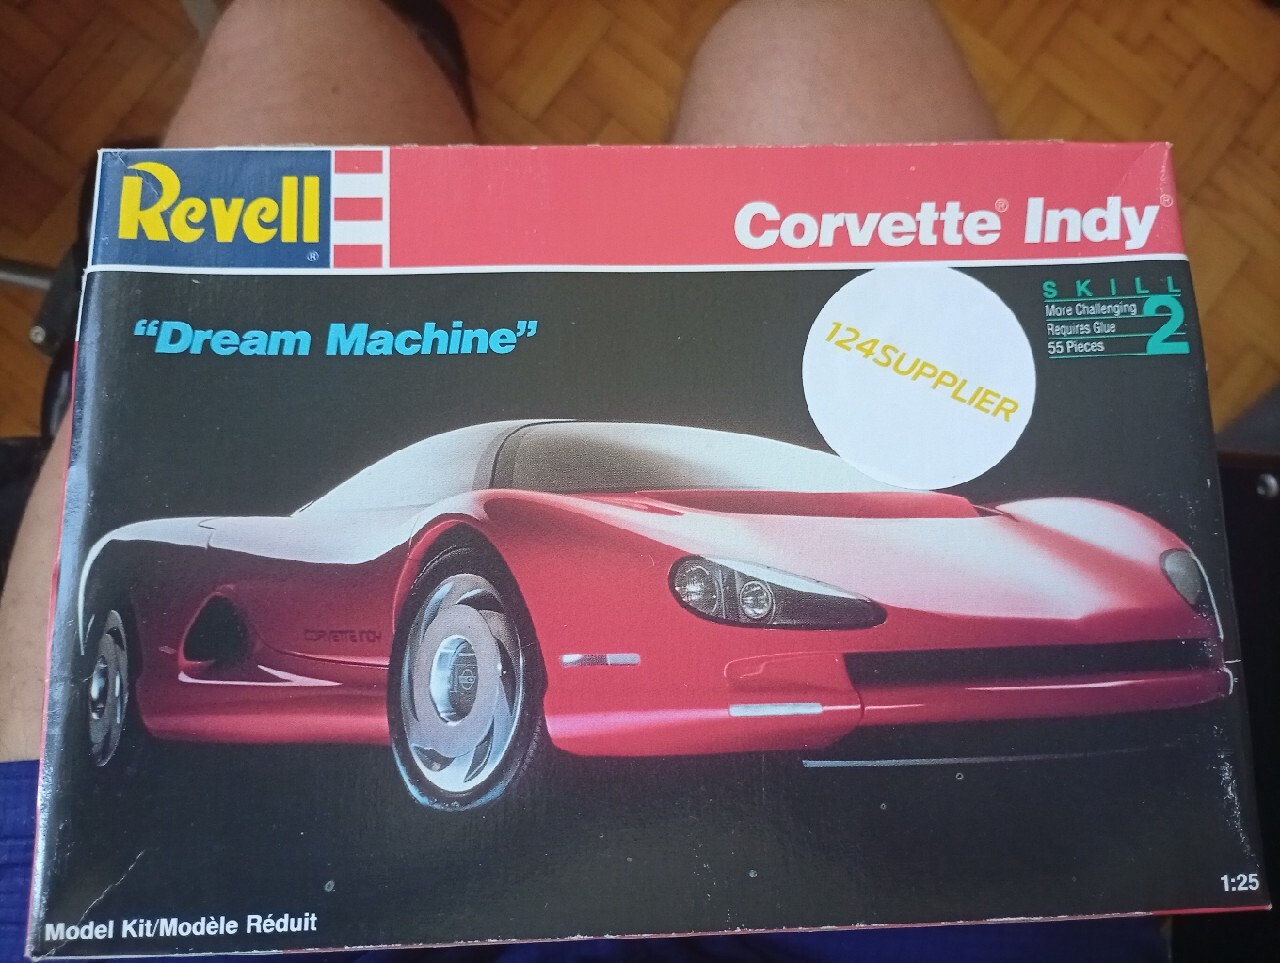 Revell®
Corvette® Indy®
"Dream Machine"
124SUPPLIER
SKILL 2
More Challenging
Requires Glue
55 Pieces
CORVETTE INDY
Model Kit/Modèle Réduit
1:25